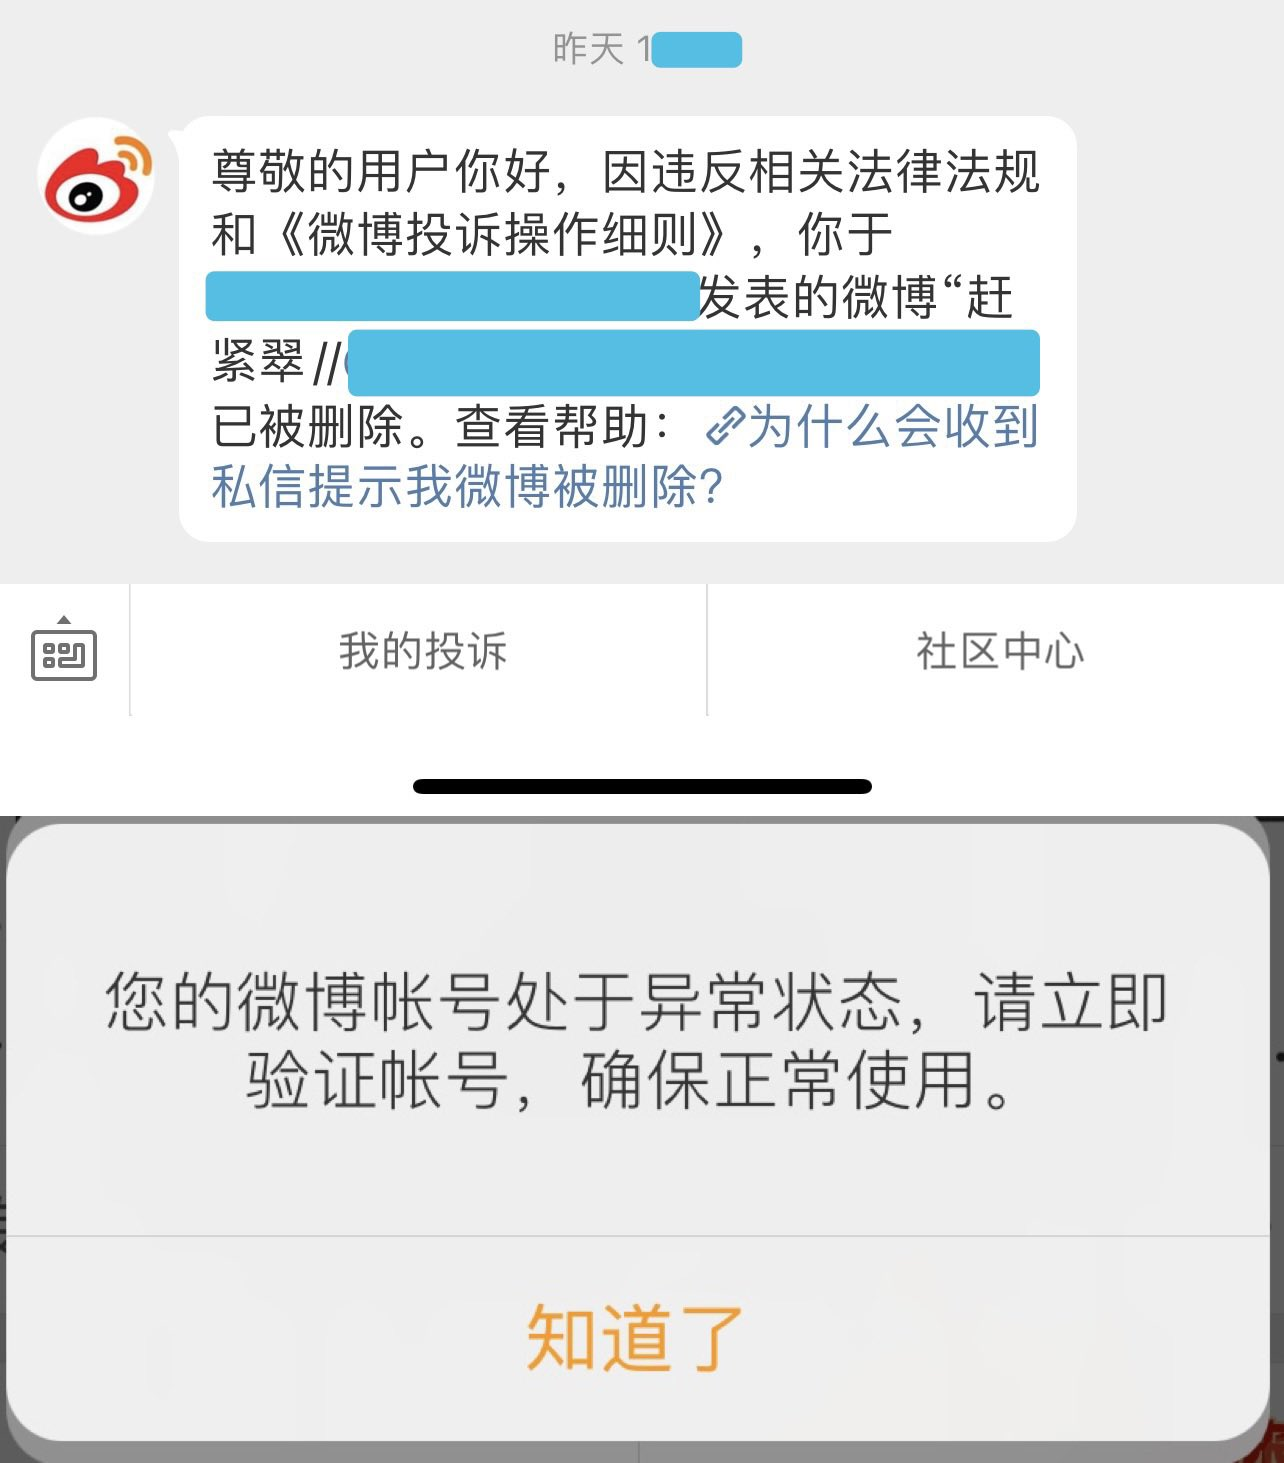 昨天 1
尊敬的用户你好，因违反相关法律法规
和《微博投诉操作细则》，你于
发表的微博“赶
紧翠//
已被删除。查看帮助：为什么会收到
私信提示我微博被删除?
我的投诉
社区中心
您的微博帐号处于异常状态，请立即
验证帐号，确保正常使用。
知道了